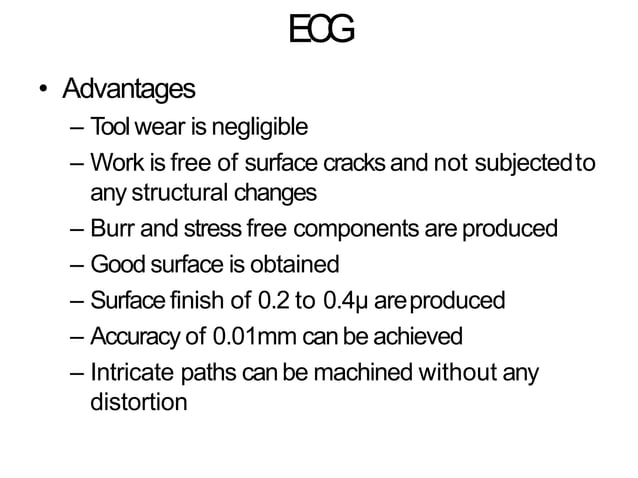 ECG
• Advantages
– Tool wear is negligible
– Work is free of surface cracks and not subjected to
any structural changes
– Burr and stress free components are produced
– Good surface is obtained
– Surface finish of 0.2 to 0.4µ are produced
– Accuracy of 0.01mm can be achieved
– Intricate paths can be machined without any
distortion